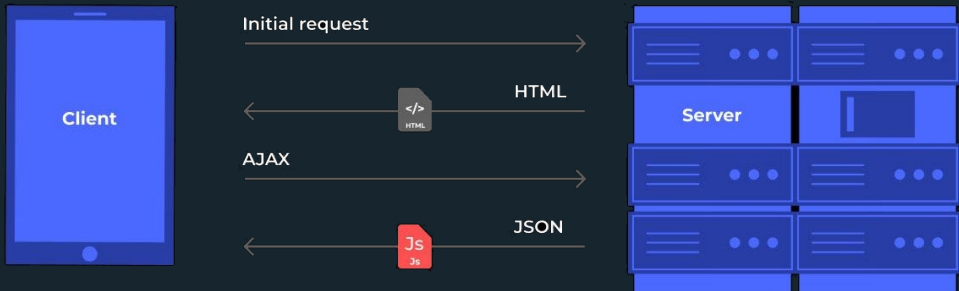 Initial request
HTML
</>
HTML
Client
Server
AJAX
JSON
Js
Js